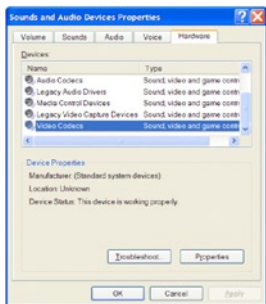 Sounds and Audio Devices Properties
Volume Sounds Audio Voice Hardware
Devices:
Name Type
Audio Codecs Sound, video and game contr
Legacy Audio Drivers Sound, video and game contr
Media Control Devices Sound, video and game contr
Legacy Video Capture Devices Sound, video and game contr
Video Codecs Sound, video and game contr
Device Properties
Manufacturer: (Standard system devices)
Location: Unknown
Device Status: This device is working properly.
Troubleshoot... Properties
OK Cancel Apply